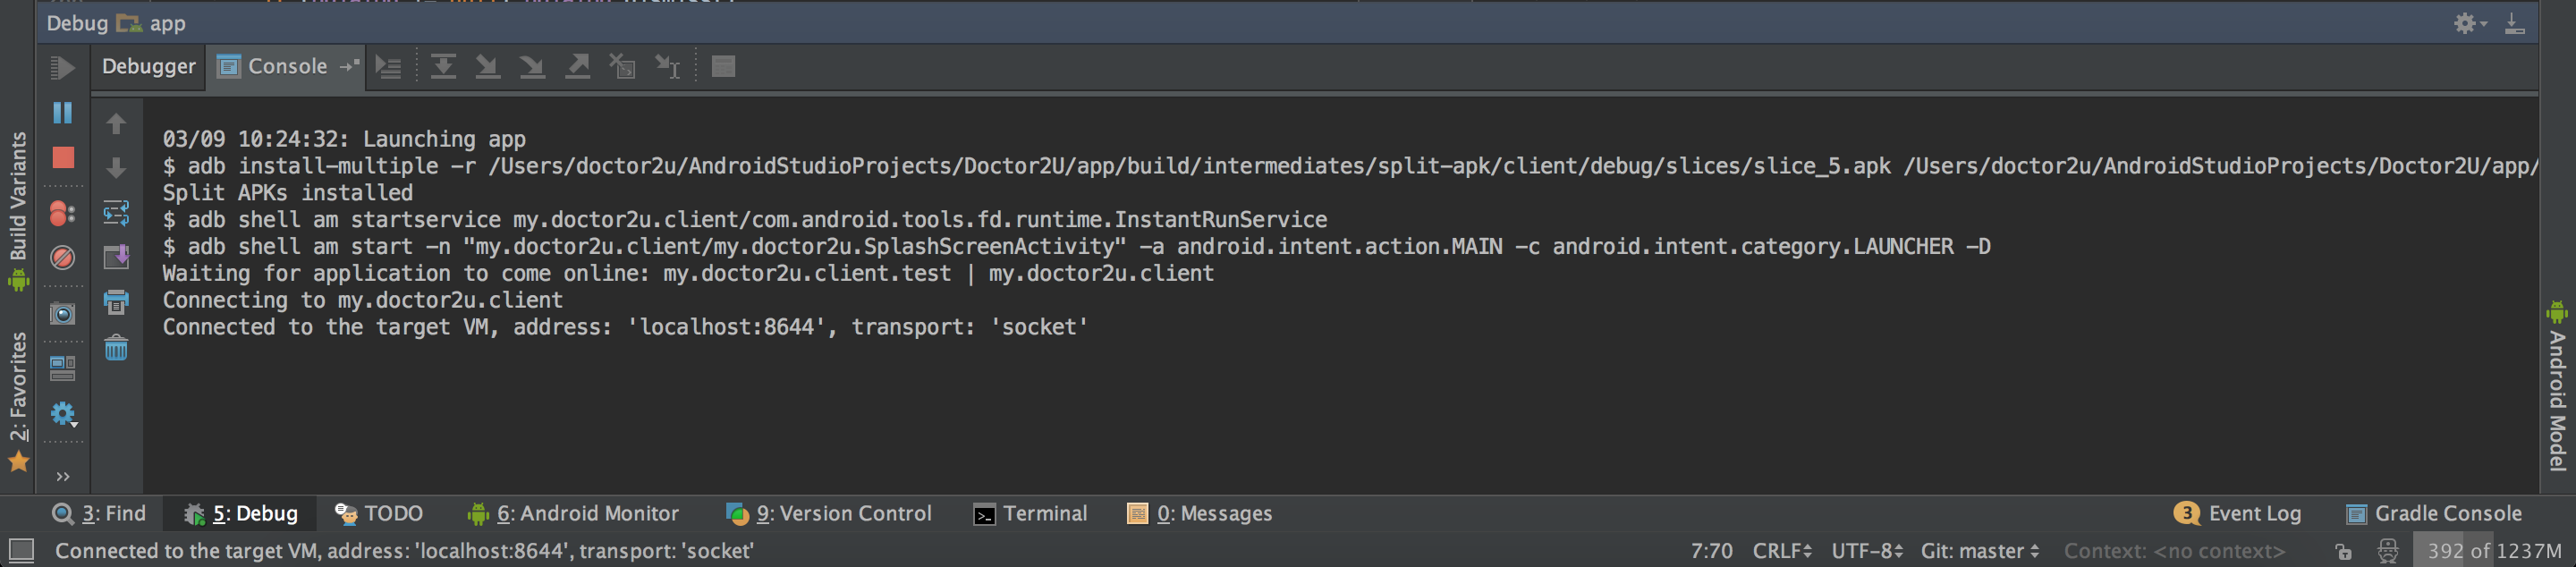 Debug app
Debugger Console
03/09 10:24:32: Launching app
$ adb install-multiple -r /Users/doctor2u/AndroidStudioProjects/Doctor2U/app/build/intermediates/split-apk/client/debug/slices/slice_5.apk /Users/doctor2u/AndroidStudioProjects/Doctor2U/app/
Split APKs installed
$ adb shell am startservice my.doctor2u.client/com.android.tools.fd.runtime.InstantRunService
$ adb shell am start -n "my.doctor2u.client/my.doctor2u.SplashScreenActivity" -a android.intent.action.MAIN -c android.intent.category.LAUNCHER -D
Waiting for application to come online: my.doctor2u.client.test | my.doctor2u.client
Connecting to my.doctor2u.client
Connected to the target VM, address: 'localhost:8644', transport: 'socket'
Build Variants
2: Favorites
Android Model
3: Find 5: Debug TODO 6: Android Monitor 9: Version Control Terminal 0: Messages 3 Event Log Gradle Console
Connected to the target VM, address: 'localhost:8644', transport: 'socket' 7:70 CRLF UTF-8 Git: master Context: <no context> 392 of 1237M